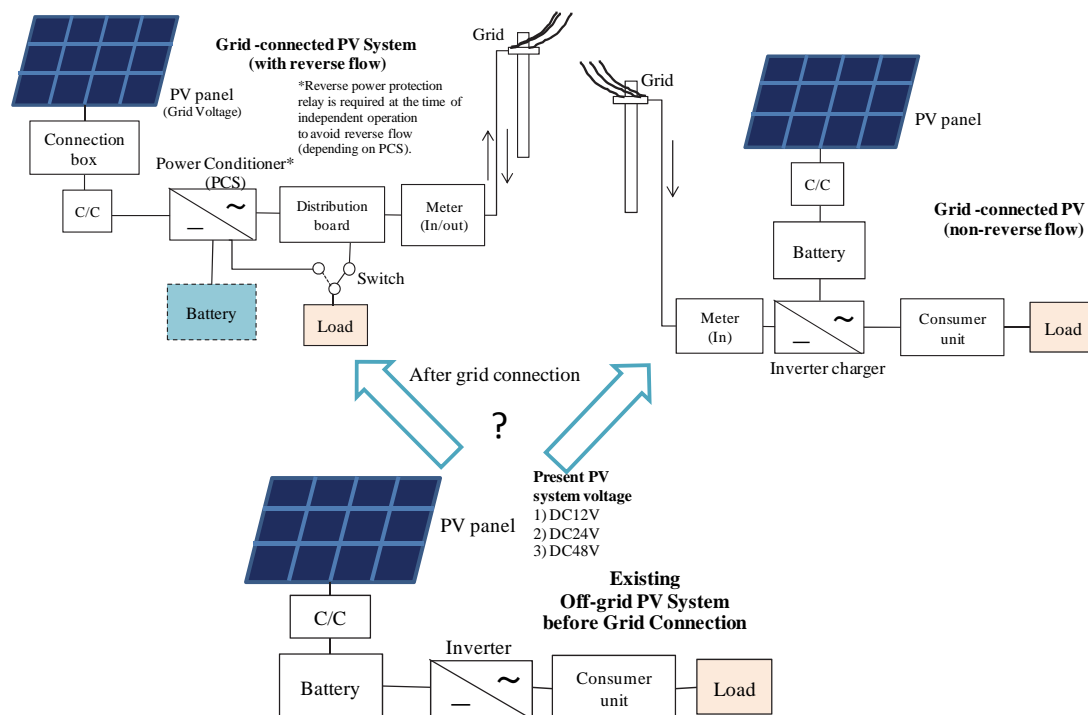 Grid -connected PV System
(with reverse flow)
*Reverse power protection
relay is required at the time of
independent operation
to avoid reverse flow
(depending on PCS).
PV panel
(Grid Voltage)
Connection
box
C/C
Power Conditioner*
(PCS)
~
—
Distribution
board
Meter
(In/out)
Grid
Switch
Battery
Load
Grid
PV panel
C/C
Battery
Grid -connected PV
(non-reverse flow)
Meter
(In)
~
—
Inverter charger
Consumer
unit
Load
After grid connection
?
Present PV
system voltage
1) DC12V
2) DC24V
3) DC48V
PV panel
C/C
Battery
Inverter
~
—
Consumer
unit
Load
Existing
Off-grid PV System
before Grid Connection